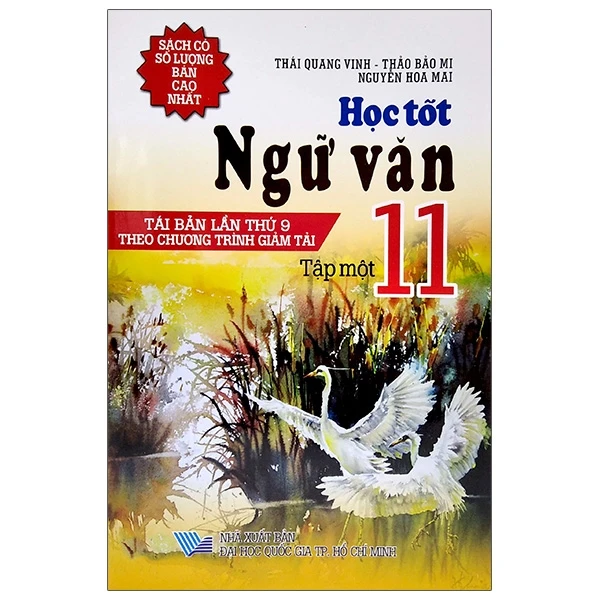 SÁCH CÓ
SỐ LƯỢNG
BẢN
CAO
NHẤT
THÁI QUANG VINH - THẢO BẢO MI
NGUYỄN HOA MAI
Học tốt
Ngữ văn
11
TÁI BẢN LẦN THỨ 9
THEO CHƯƠNG TRÌNH GIẢM TẢI
Tập một
NHÀ XUẤT BẢN
ĐẠI HỌC QUỐC GIA TP. HỒ CHÍ MINH